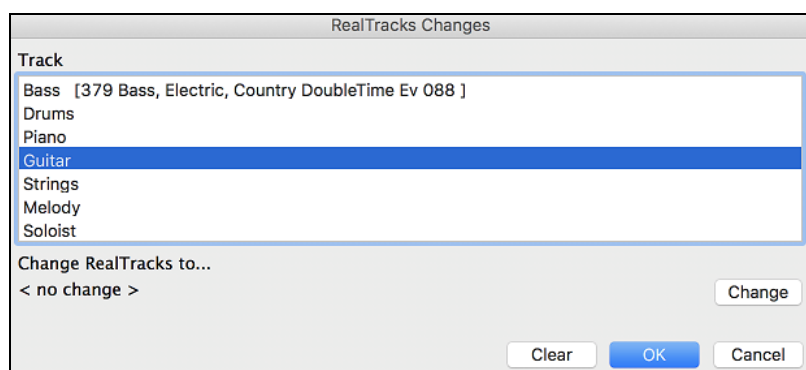 RealTracks Changes
Track
Bass [379 Bass, Electric, Country DoubleTime Ev 088 ]
Drums
Piano
Guitar
Strings
Melody
Soloist
Change RealTracks to...
< no change >
Change
Clear
OK
Cancel